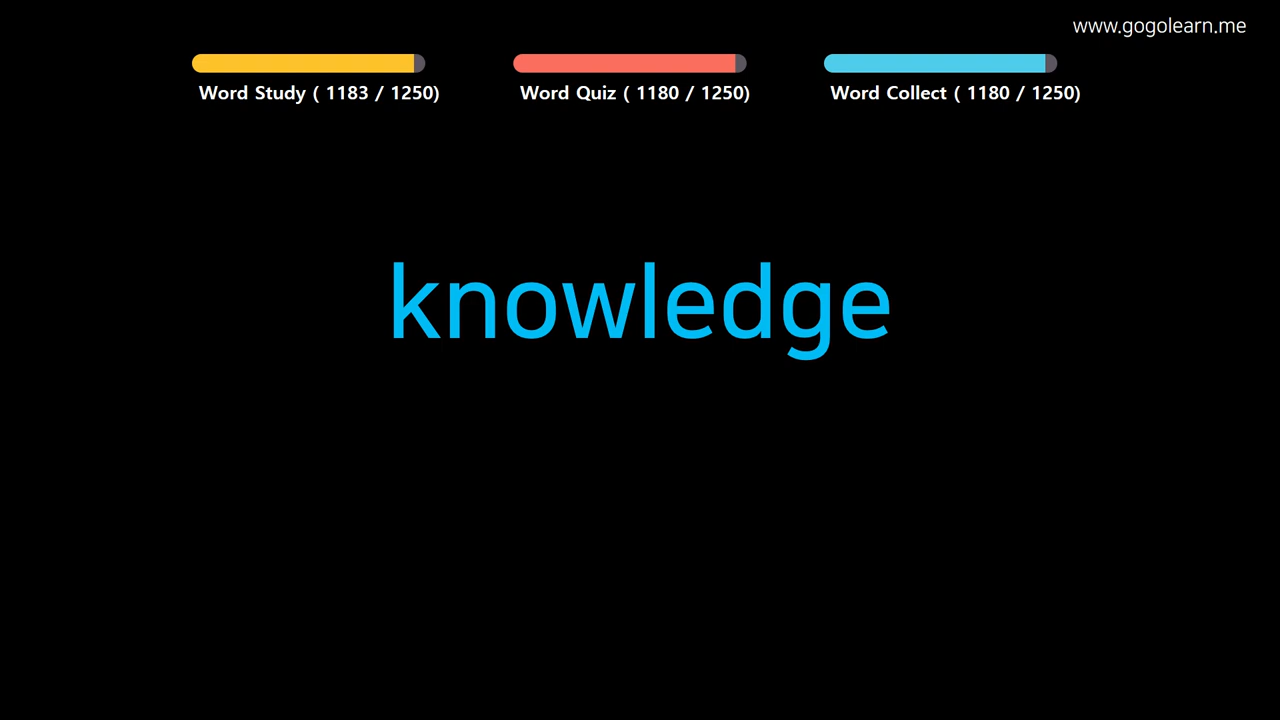 www.gogolearn.me
Word Study ( 1183 / 1250)
Word Quiz ( 1180 / 1250)
Word Collect ( 1180 / 1250)
knowledge